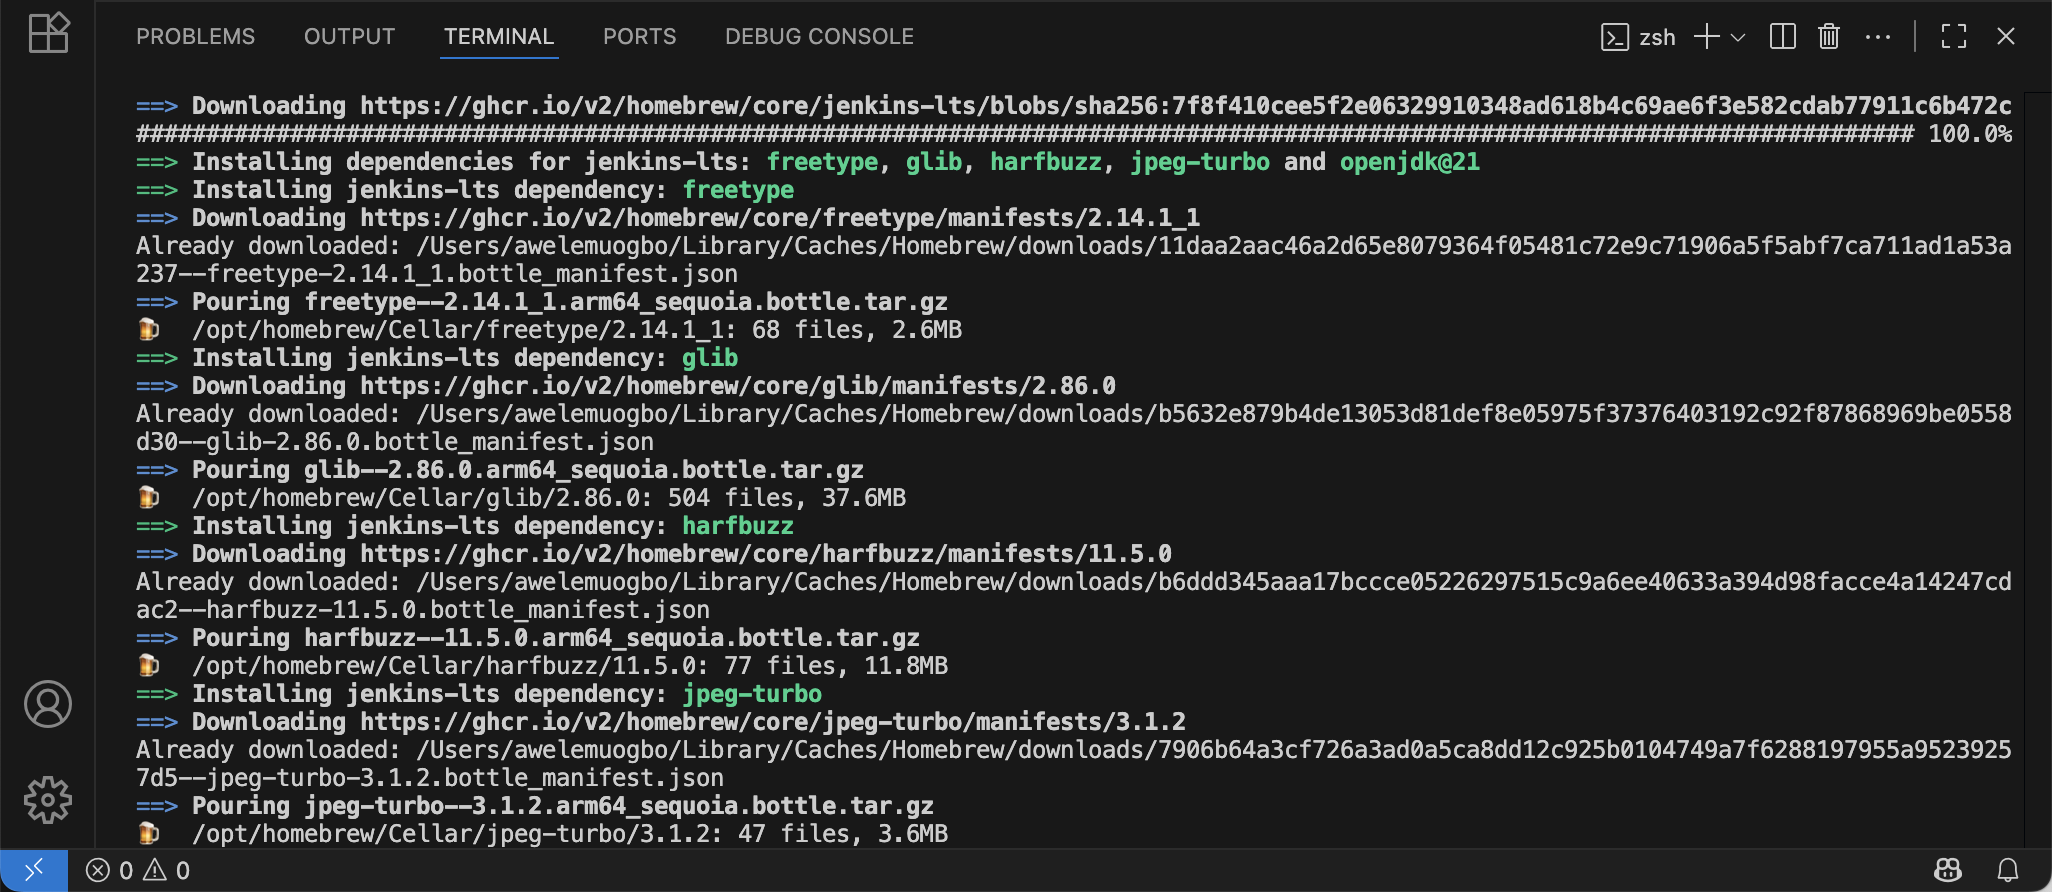 PROBLEMS OUTPUT TERMINAL PORTS DEBUG CONSOLE zsh
==> Downloading https://ghcr.io/v2/homebrew/core/jenkins-lts/blobs/sha256:7f8f410cee5f2e06329910348ad618b4c69ae6f3e582cdab77911c6b472c
############################################################################################################################### 100.0%
==> Installing dependencies for jenkins-lts: freetype, glib, harfbuzz, jpeg-turbo and openjdk@21
==> Installing jenkins-lts dependency: freetype
==> Downloading https://ghcr.io/v2/homebrew/core/freetype/manifests/2.14.1_1
Already downloaded: /Users/awelemuogbo/Library/Caches/Homebrew/downloads/11daa2aac46a2d65e8079364f05481c72e9c71906a5f5abf7ca711ad1a53a
237--freetype-2.14.1_1.bottle_manifest.json
==> Pouring freetype--2.14.1_1.arm64_sequoia.bottle.tar.gz
🍺 /opt/homebrew/Cellar/freetype/2.14.1_1: 68 files, 2.6MB
==> Installing jenkins-lts dependency: glib
==> Downloading https://ghcr.io/v2/homebrew/core/glib/manifests/2.86.0
Already downloaded: /Users/awelemuogbo/Library/Caches/Homebrew/downloads/b5632e879b4de13053d81def8e05975f37376403192c92f87868969be0558
d30--glib-2.86.0.bottle_manifest.json
==> Pouring glib--2.86.0.arm64_sequoia.bottle.tar.gz
🍺 /opt/homebrew/Cellar/glib/2.86.0: 504 files, 37.6MB
==> Installing jenkins-lts dependency: harfbuzz
==> Downloading https://ghcr.io/v2/homebrew/core/harfbuzz/manifests/11.5.0
Already downloaded: /Users/awelemuogbo/Library/Caches/Homebrew/downloads/b6ddd345aaa17bccce05226297515c9a6ee40633a394d98facce4a14247cd
ac2--harfbuzz-11.5.0.bottle_manifest.json
==> Pouring harfbuzz--11.5.0.arm64_sequoia.bottle.tar.gz
🍺 /opt/homebrew/Cellar/harfbuzz/11.5.0: 77 files, 11.8MB
==> Installing jenkins-lts dependency: jpeg-turbo
==> Downloading https://ghcr.io/v2/homebrew/core/jpeg-turbo/manifests/3.1.2
Already downloaded: /Users/awelemuogbo/Library/Caches/Homebrew/downloads/7906b64a3cf726a3ad0a5ca8dd12c925b0104749a7f6288197955a9523925
7d5--jpeg-turbo-3.1.2.bottle_manifest.json
==> Pouring jpeg-turbo--3.1.2.arm64_sequoia.bottle.tar.gz
🍺 /opt/homebrew/Cellar/jpeg-turbo/3.1.2: 47 files, 3.6MB
0 0